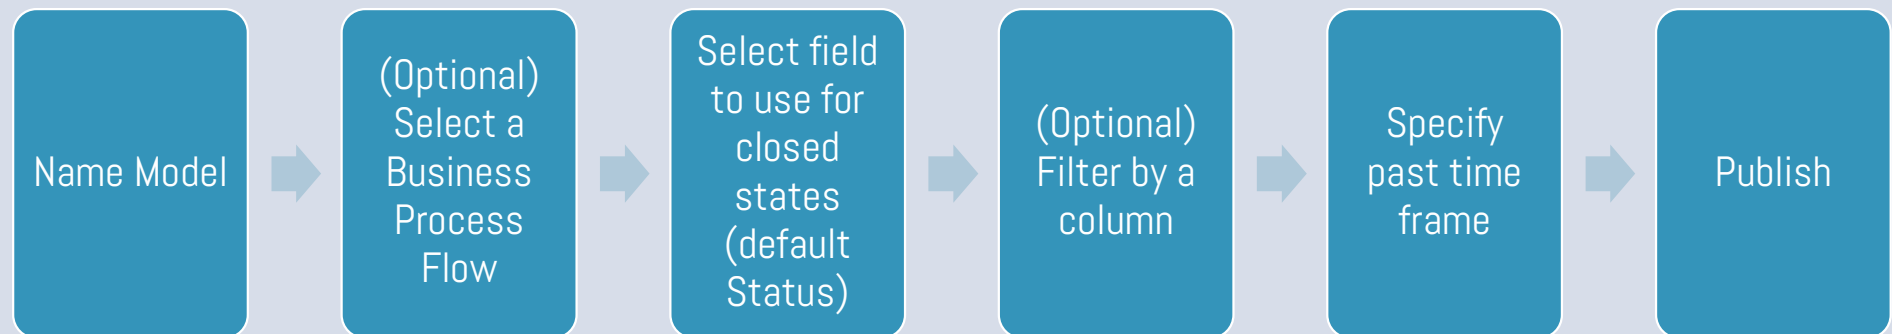 Name Model
(Optional)
Select a
Business
Process
Flow
Select field
to use for
closed
states
(default
Status)
(Optional)
Filter by a
column
Specify
past time
frame
Publish